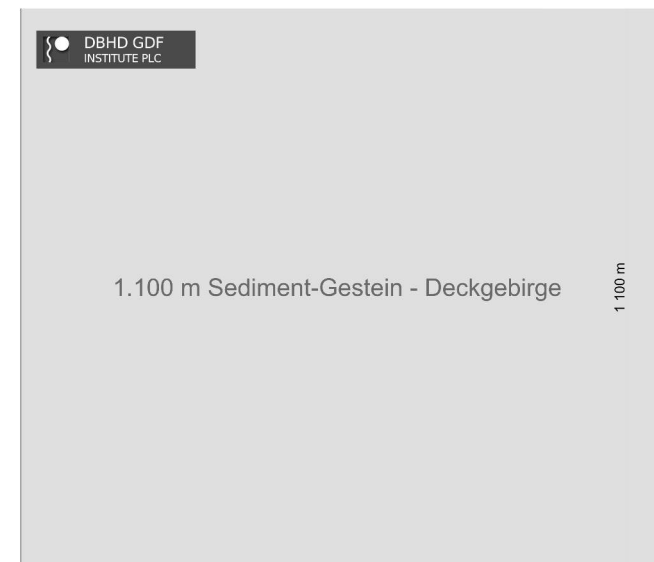 DBHD GDF
INSTITUTE PLC
1.100 m Sediment-Gestein - Deckgebirge
1 100 m